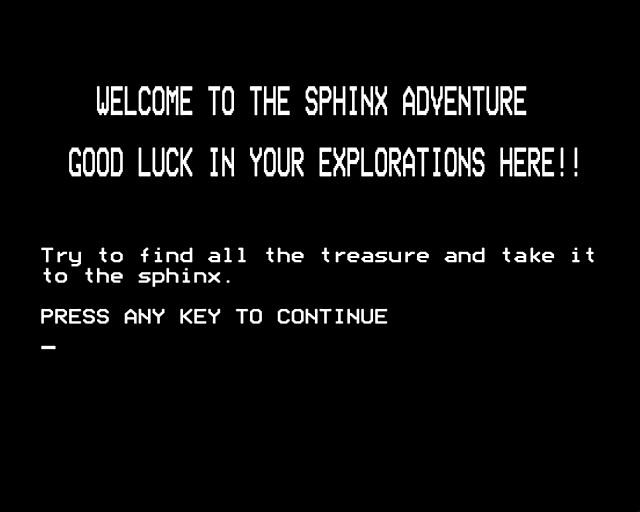 WELCOME TO THE SPHINX ADVENTURE
GOOD LUCK IN YOUR EXPLORATIONS HERE!!
Try to find all the treasure and take it
to the sphinx.
PRESS ANY KEY TO CONTINUE